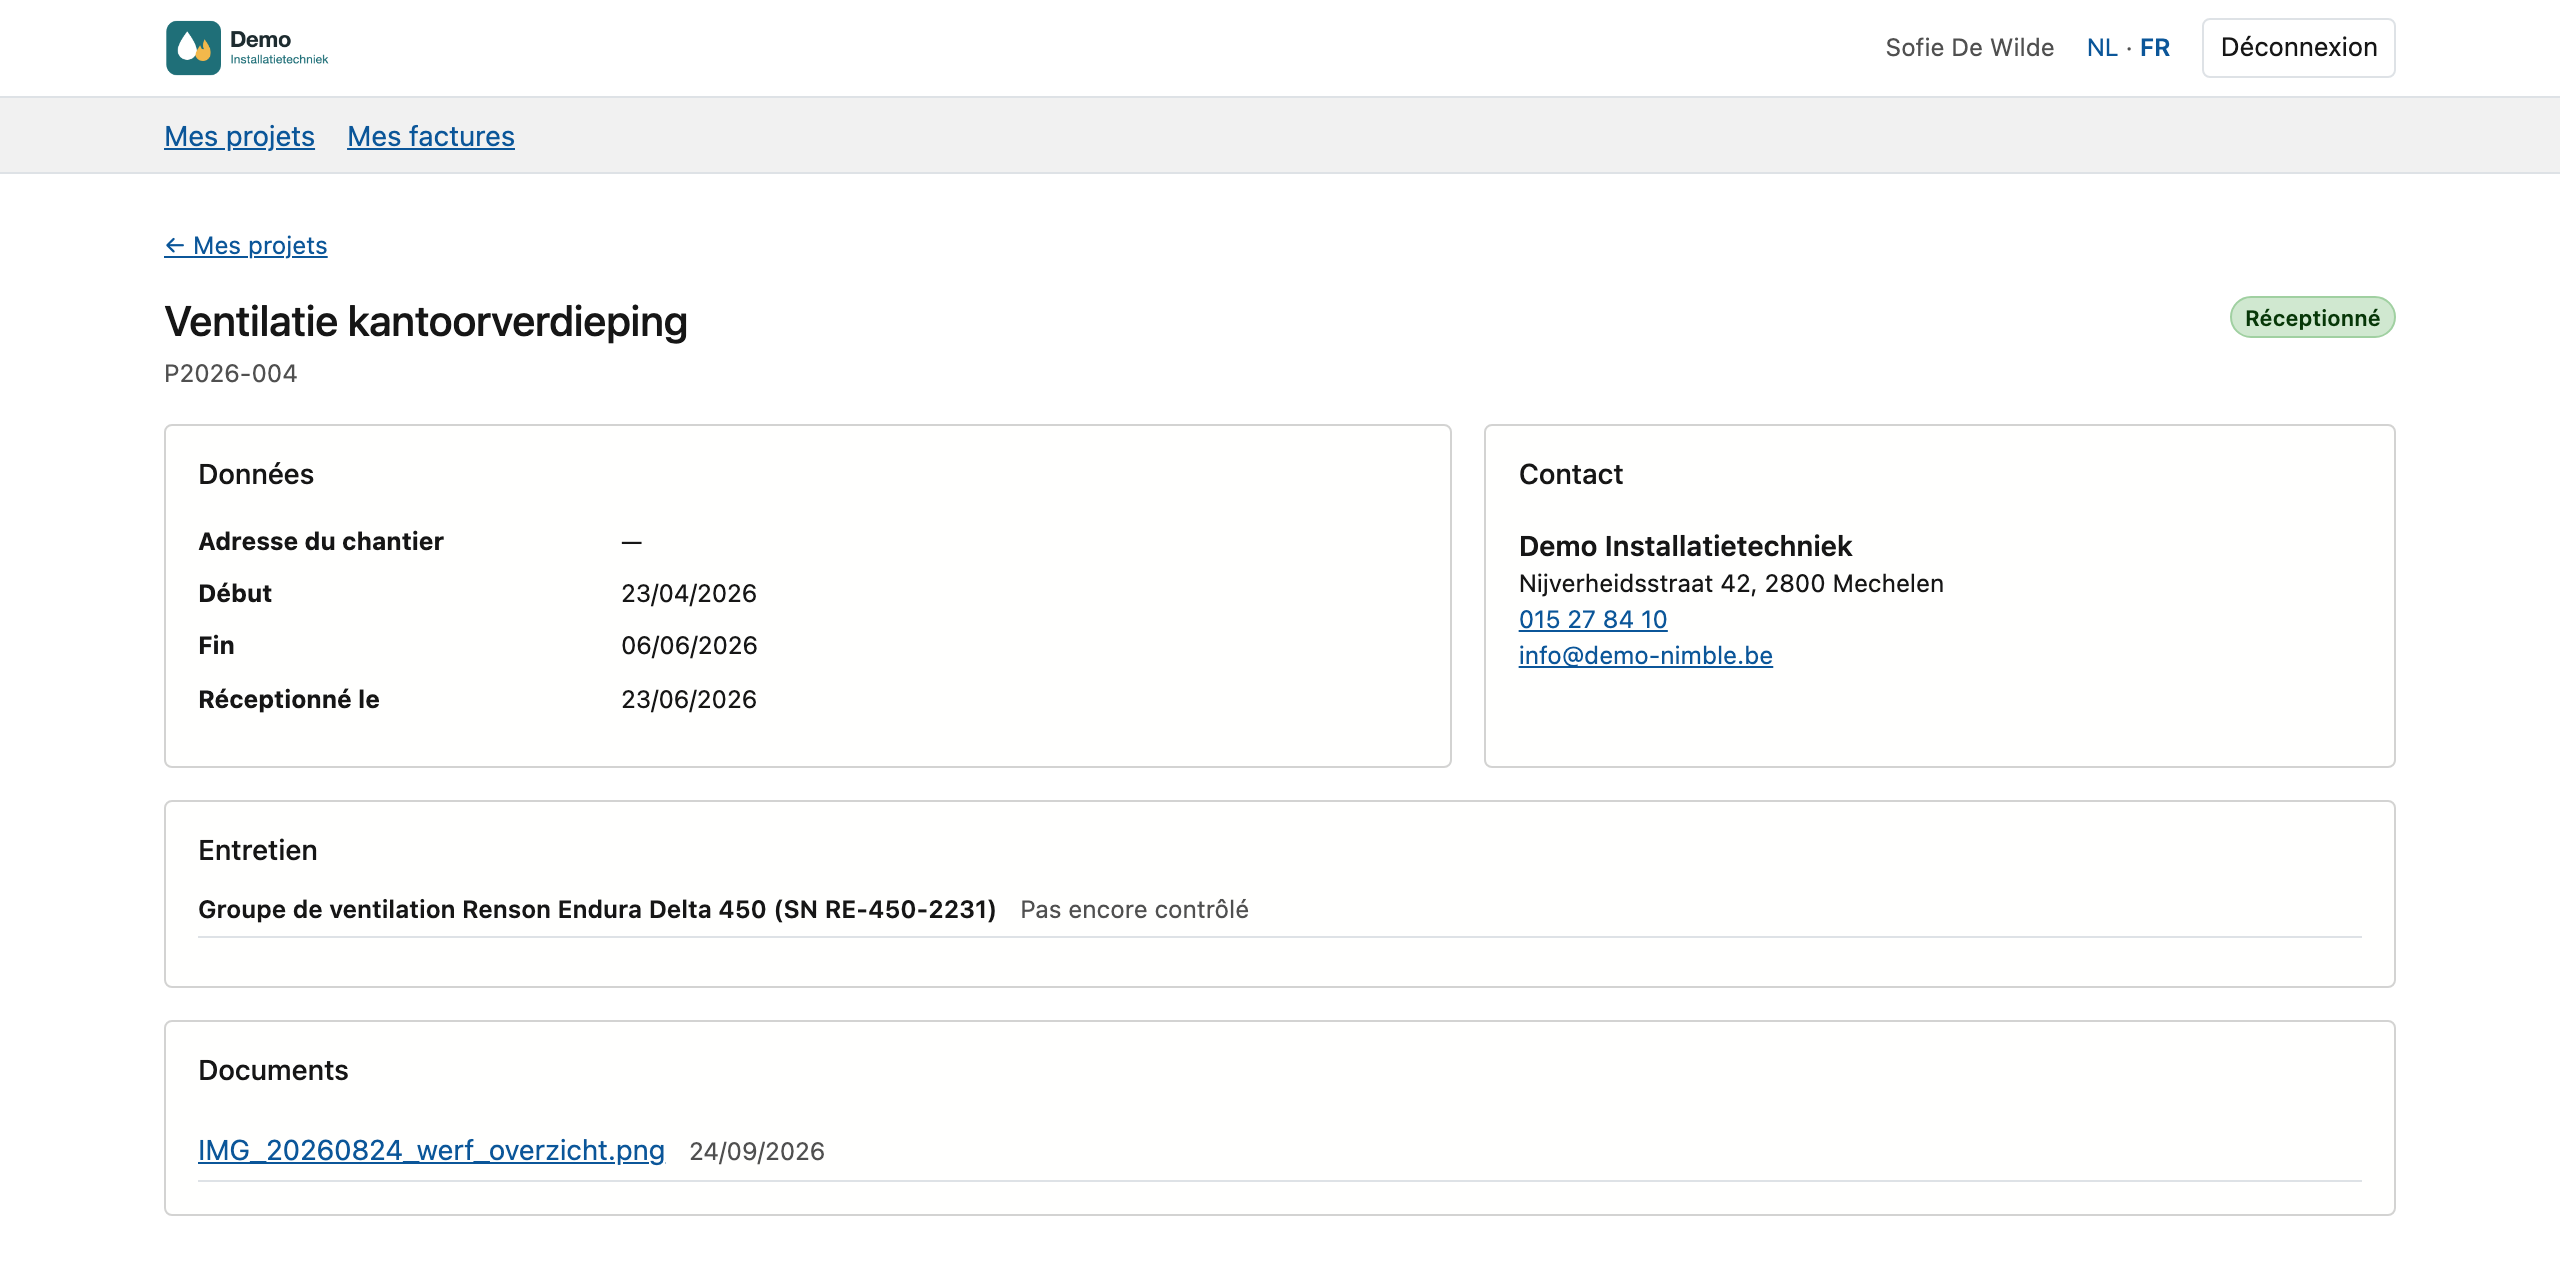 Demo
Installatietechniek
Sofie De Wilde
NL · FR
Déconnexion
Mes projets
Mes factures
← Mes projets
Ventilatie kantoorverdieping
Réceptionné
P2026-004
Données
Adresse du chantier —
Début 23/04/2026
Fin 06/06/2026
Réceptionné le 23/06/2026
Contact
Demo Installatietechniek
Nijverheidsstraat 42, 2800 Mechelen
015 27 84 10
info@demo-nimble.be
Entretien
Groupe de ventilation Renson Endura Delta 450 (SN RE-450-2231) Pas encore contrôlé
Documents
IMG_20260824_werf_overzicht.png 24/09/2026